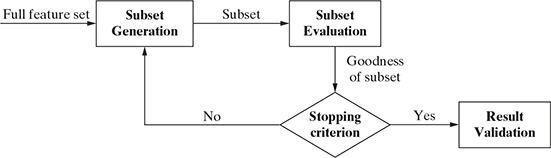 Full feature set
Subset
Generation
Subset
Subset
Evaluation
Goodness
of subset
No
Stopping
criterion
Yes
Result
Validation